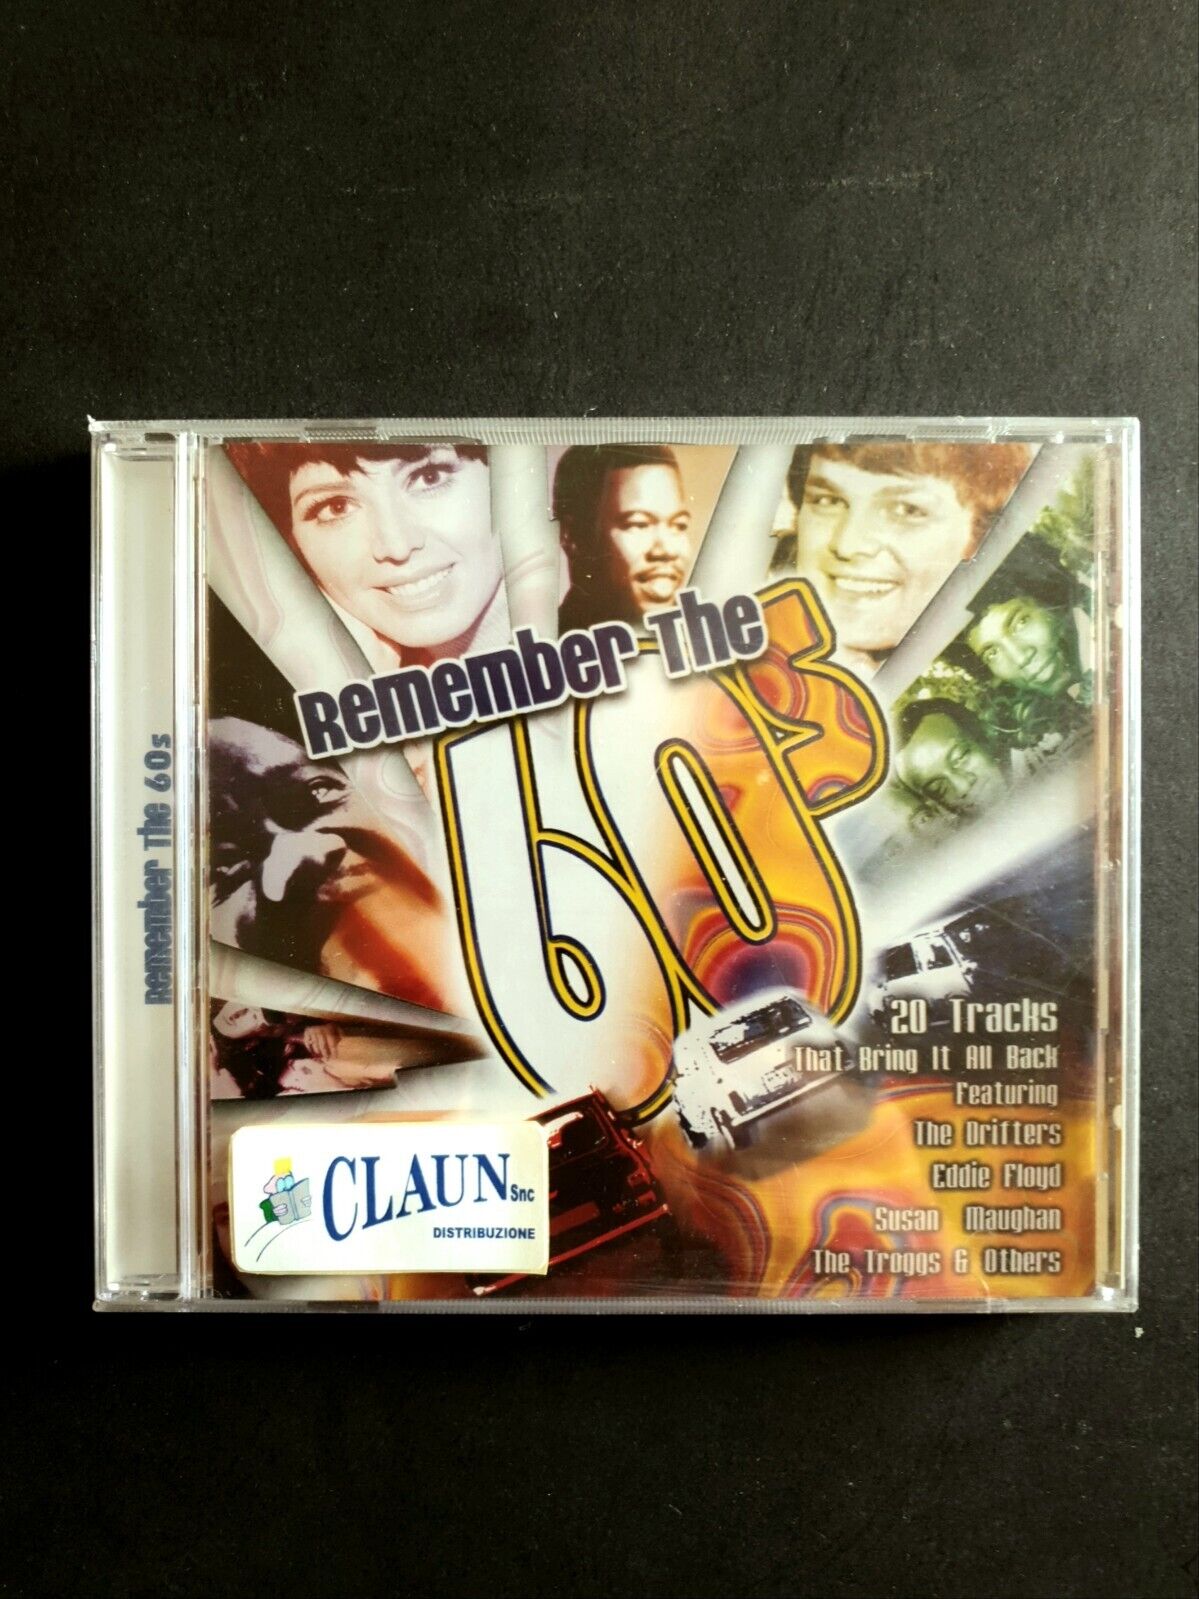 Remember The
60s
Remember The 60s
20 Tracks
That Bring It All Back
Featuring
The Drifters
Eddie Floyd
Susan Maughan
The Troggs & Others
CLAUN Snc
DISTRIBUZIONE